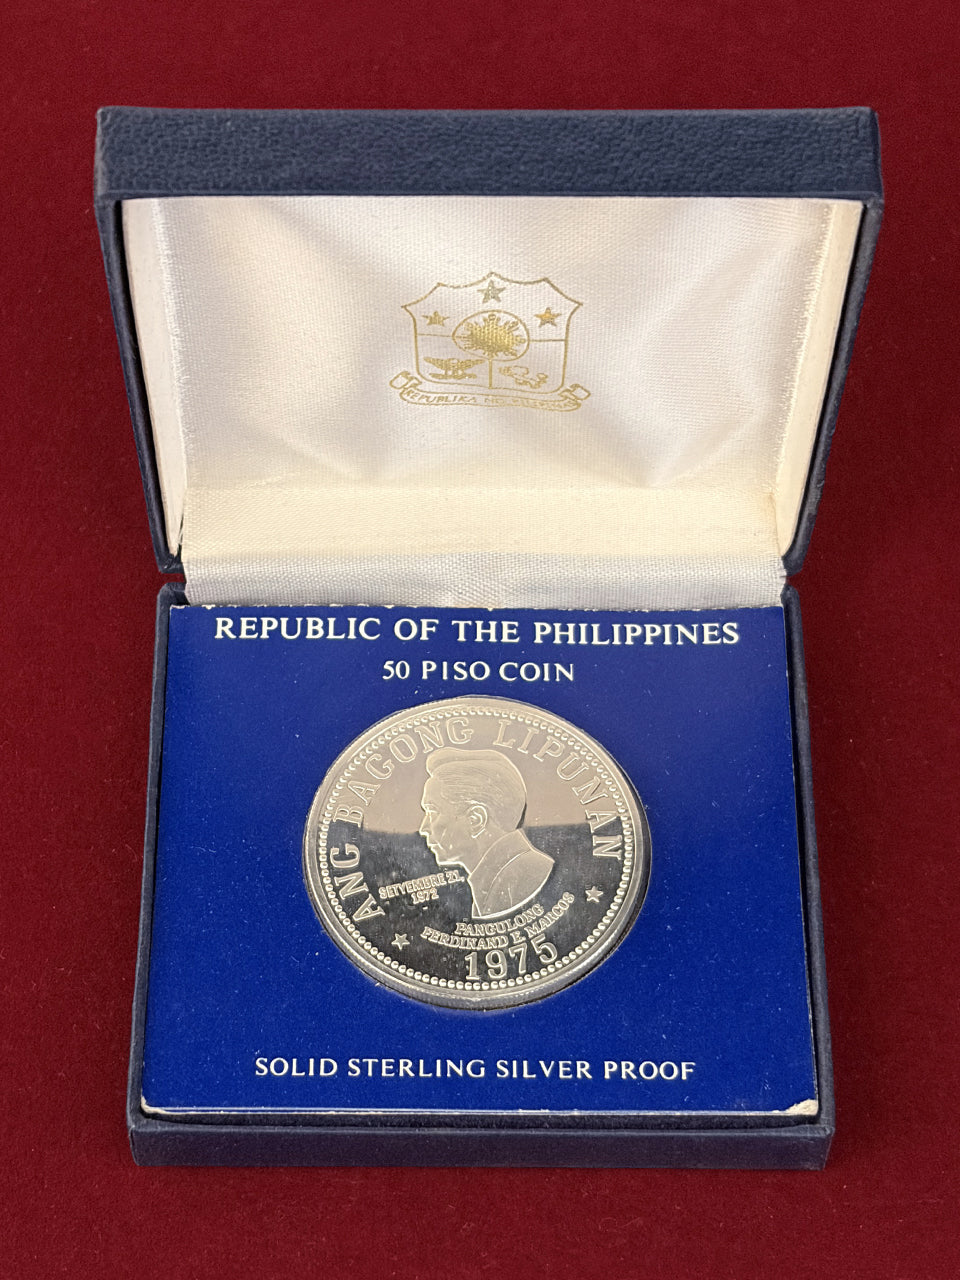 REPUBLIKA
REPUBLIC OF THE PHILIPPINES
50 PISO COIN
ANG BAGONG LIPUNAN
SETYEMBRE 21,
1972
PANGULONG
FERDINAND E. MARCOS
1975
SOLID STERLING SILVER PROOF